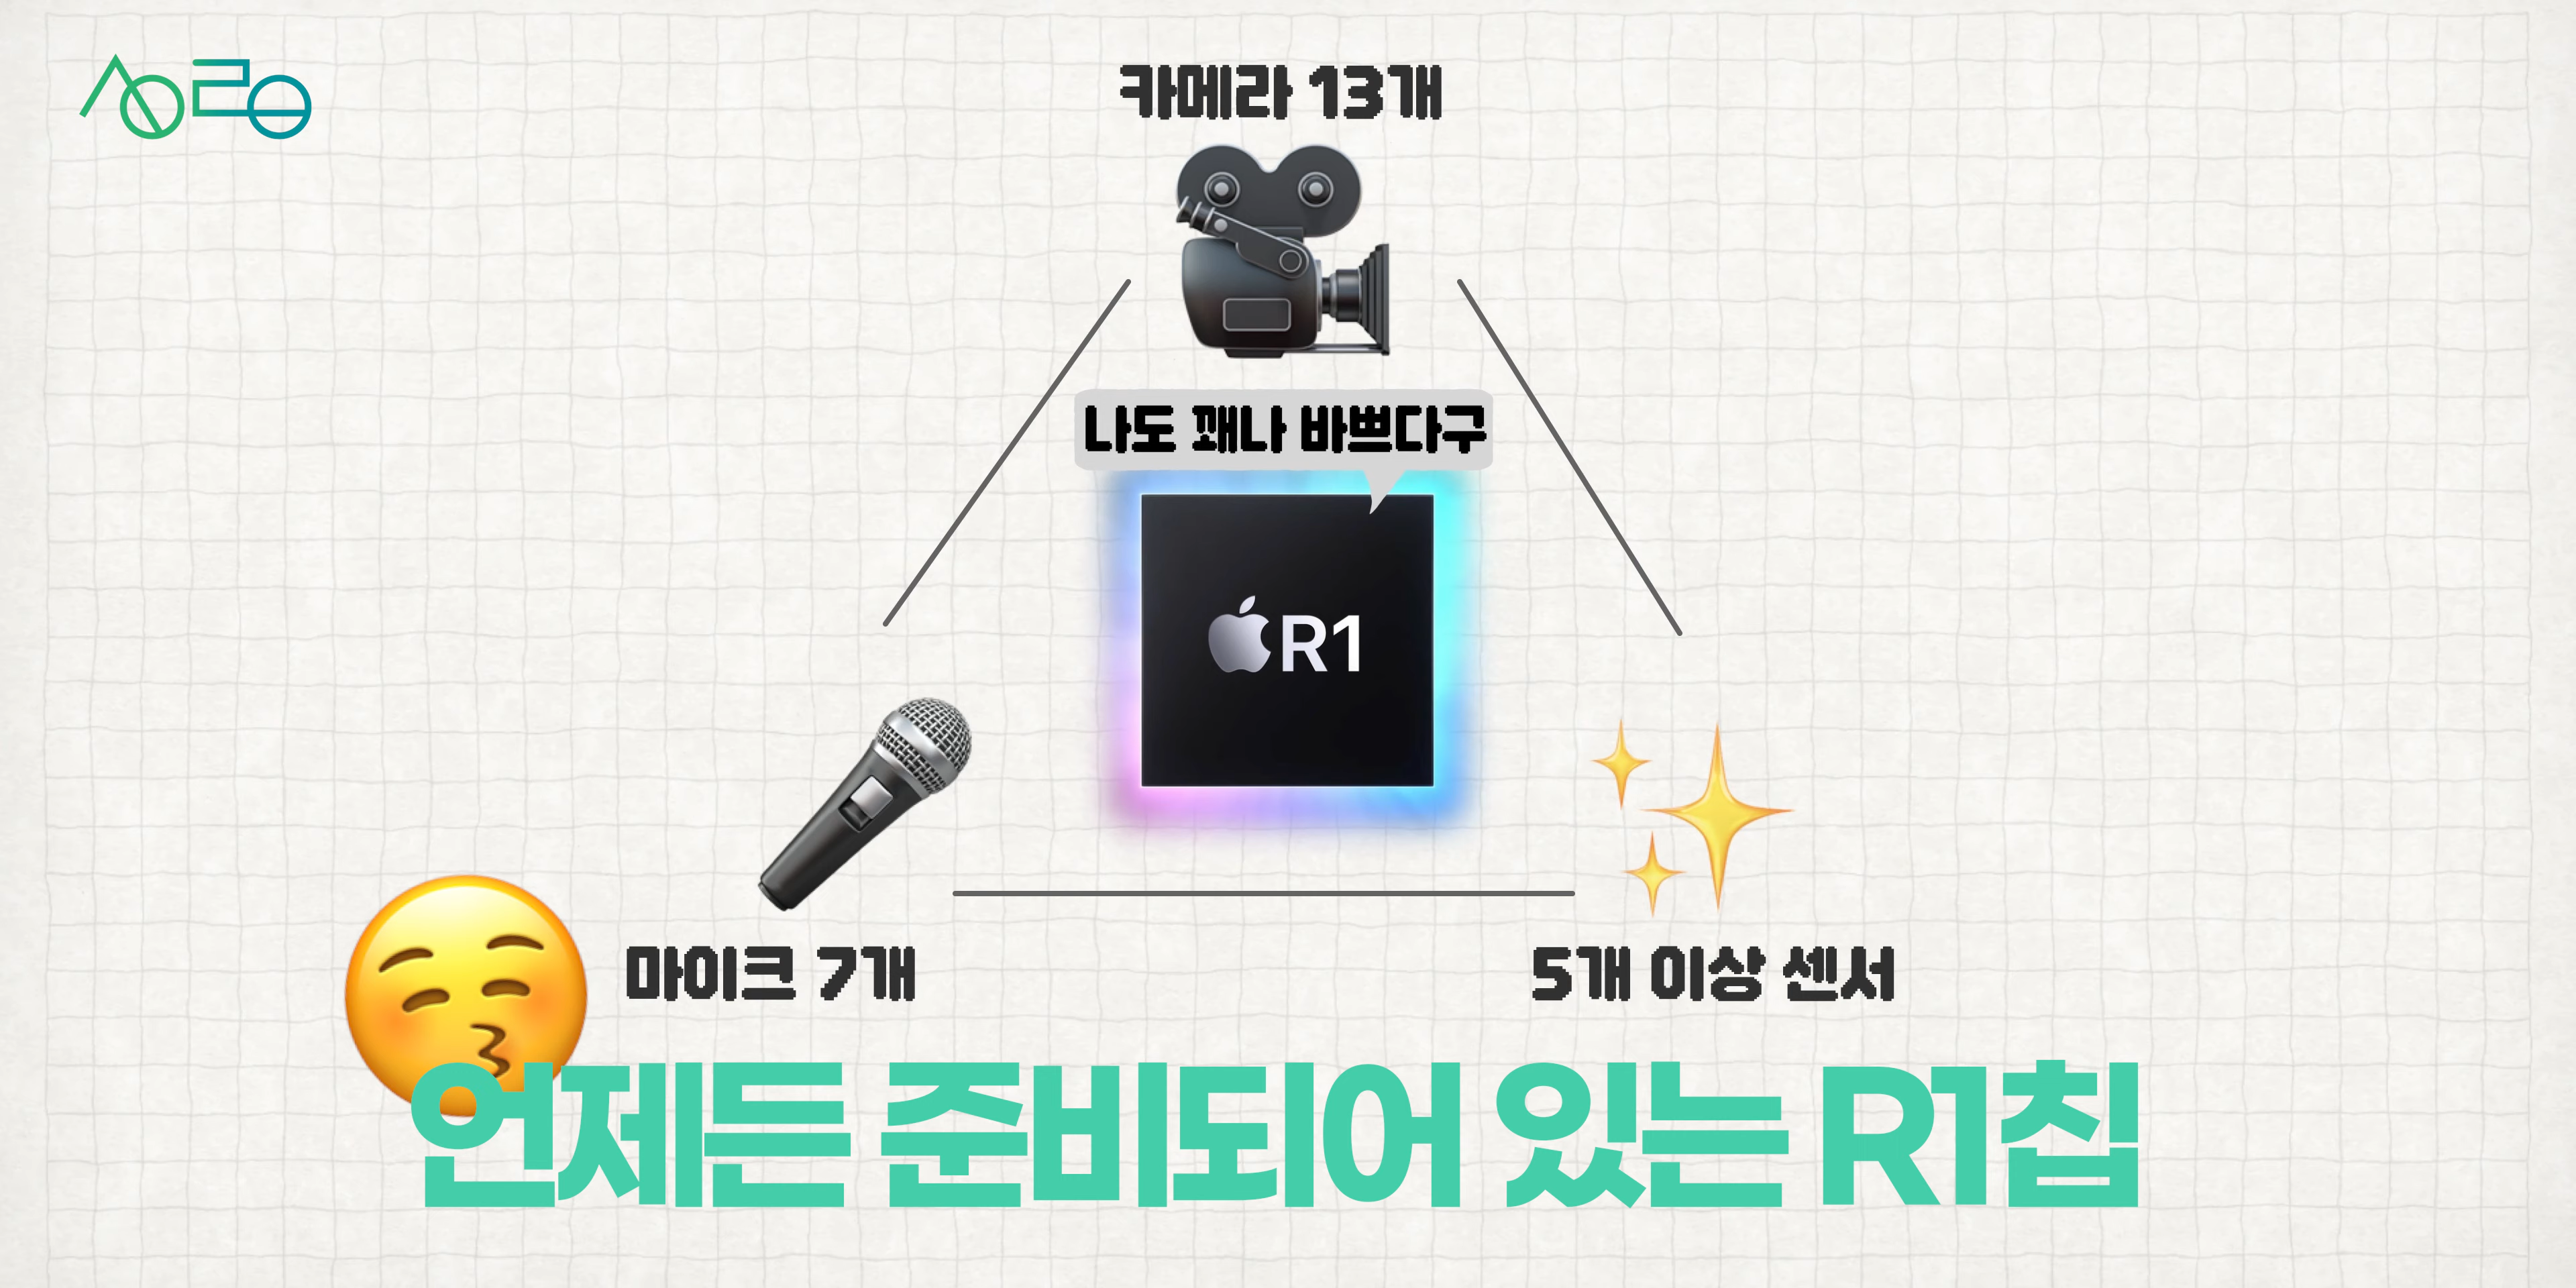 카메라 13개
나도 꽤나 바쁘다구
R1
마이크 7개
5개 이상 센서
언제든 준비되어 있는 R1칩